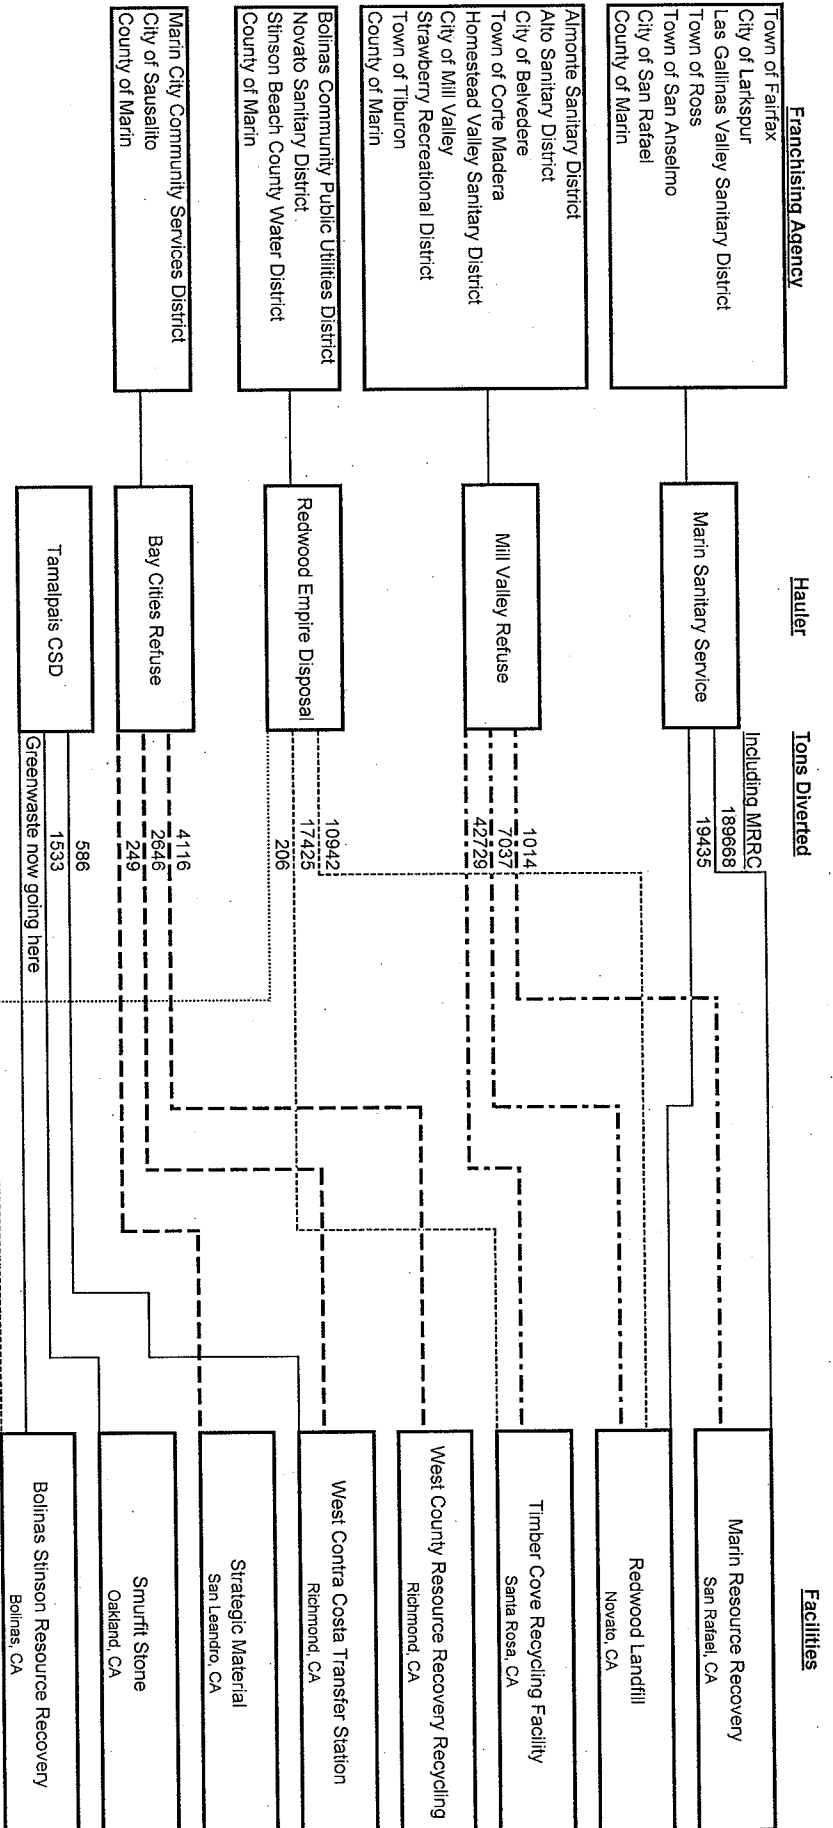 Franchising Agency
Hauler
Tons Diverted
Facilities
Town of Fairfax
City of Larkspur
Las Gallinas Valley Sanitary District
Town of Ross
Town of San Anselmo
City of San Rafael
County of Marin
Marin Sanitary Service
Including MRRC
189668
19435
Marin Resource Recovery
San Rafael, CA
Redwood Landfill
Novato, CA
Almonte Sanitary District
Alto Sanitary District
City of Belvedere
Town of Corte Madera
Homestead Valley Sanitary District
City of Mill Valley
Strawberry Recreational District
Town of Tiburon
County of Marin
Mill Valley Refuse
1014
7037
42729
Timber Cove Recycling Facility
Santa Rosa, CA
West County Resource Recovery Recycling
Richmond, CA
Bolinas Community Public Utilities District
Novato Sanitary District
Stinson Beach County Water District
County of Marin
Redwood Empire Disposal
10942
17425
206
West Contra Costa Transfer Station
Richmond, CA
Strategic Material
San Leandro, CA
Marin City Community Services District
City of Sausalito
County of Marin
Bay Cities Refuse
4116
2646
249
Smurfit Stone
Oakland, CA
Tamalpais CSD
586
1533
Greenwaste now going here
Bolinas Stinson Resource Recovery
Bolinas, CA